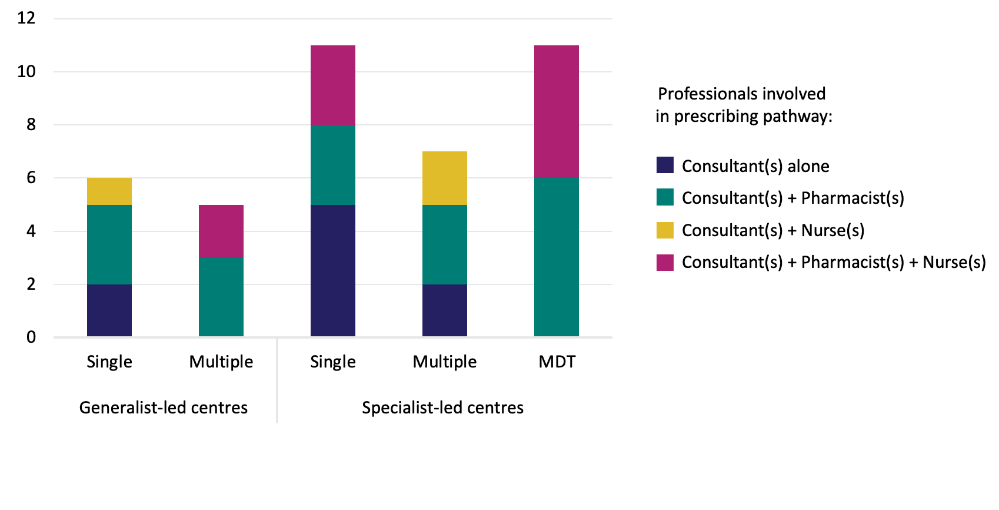 12
10
8
6
4
2
0
Single
Multiple
Single
Multiple
MDT
Generalist-led centres
Specialist-led centres
Professionals involved
in prescribing pathway:
Consultant(s) alone
Consultant(s) + Pharmacist(s)
Consultant(s) + Nurse(s)
Consultant(s) + Pharmacist(s) + Nurse(s)